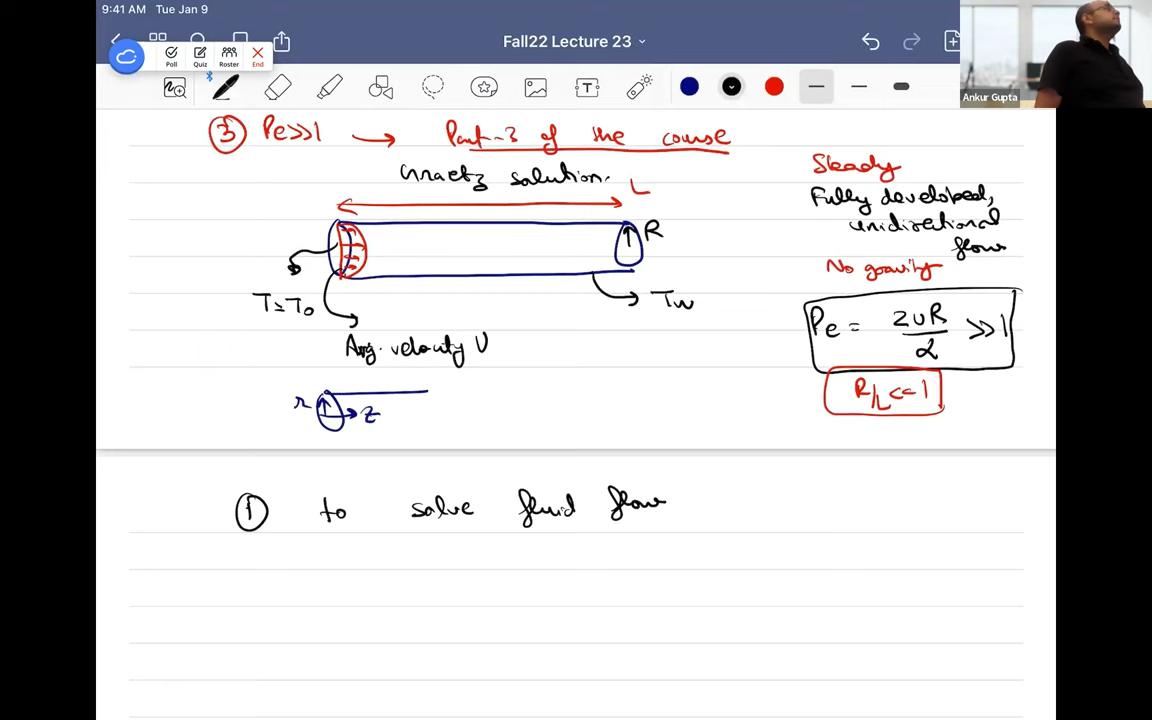 9:41 AM Tue Jan 9
Fall22 Lecture 23
Poll
Quiz
Roster
End
Ankur Gupta
③ Pe>>1 → Part-3 of the course
Graetz solution.
L
R
T=T₀
Tw
Avg. velocity U
r
z
Steady
Fully developed,
unidirectional
flow
No gravity
Pe = 2UR/α >>1
R/L <<1
① to solve fluid flow